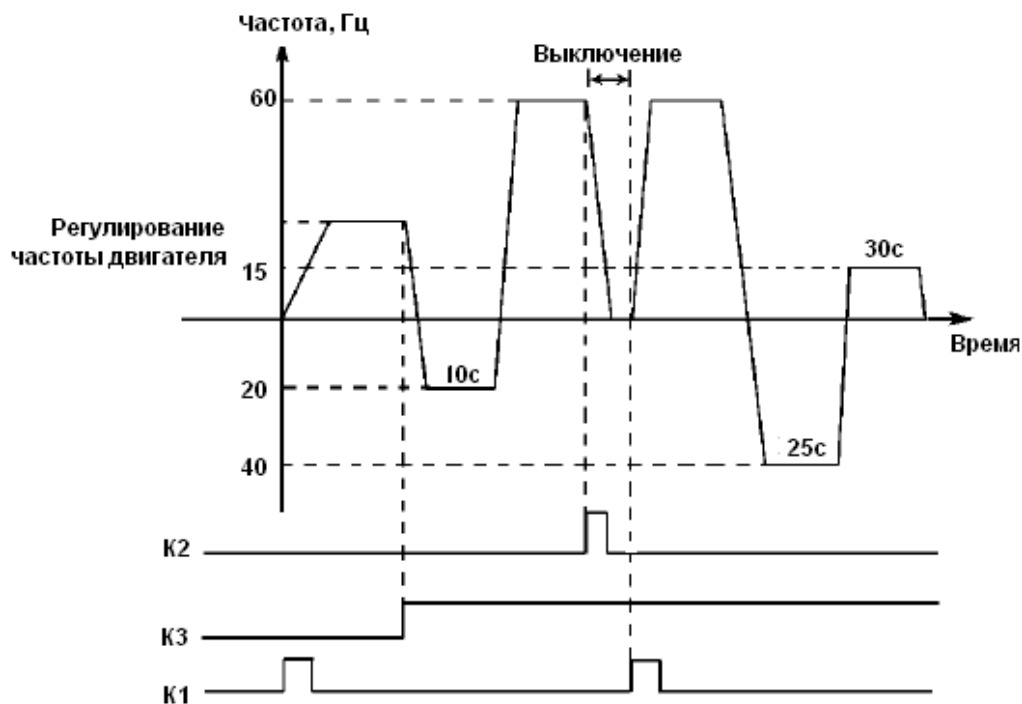 Частота, Гц
Выключение
60
Регулирование
частоты двигателя
15
30с
Время
10с
20
25с
40
К2
К3
К1